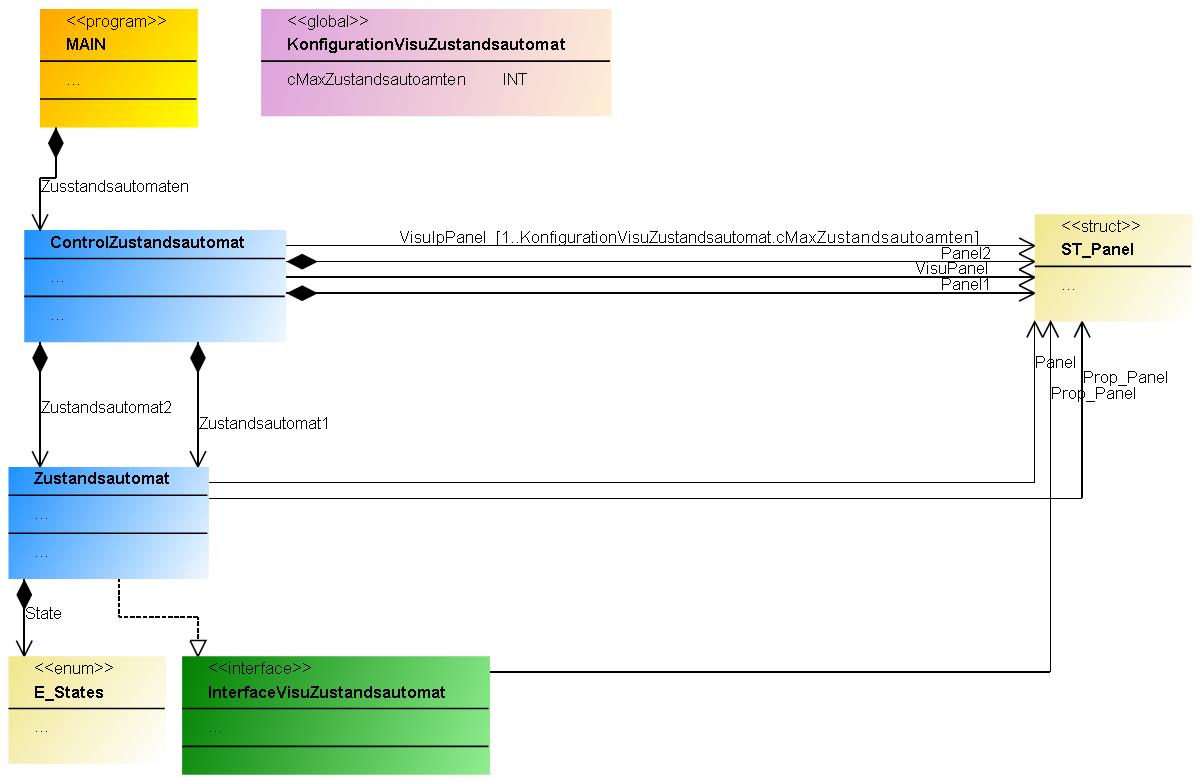 <<program>>
MAIN
...
<<global>>
KonfigurationVisuZustandsautomat
cMaxZustandsautoamten INT
Zusstandsautomaten
ControlZustandsautomat
...
...
VisuIpPanel [1..KonfigurationVisuZustandsautomat.cMaxZustandsautoamten]
Panel2
VisuPanel
Panel1
<<struct>>
ST_Panel
...
Zustandsautomat2
Zustandsautomat1
Panel
Prop_Panel
Prop_Panel
Zustandsautomat
...
...
State
<<enum>>
E_States
...
<<interface>>
InterfaceVisuZustandsautomat
...